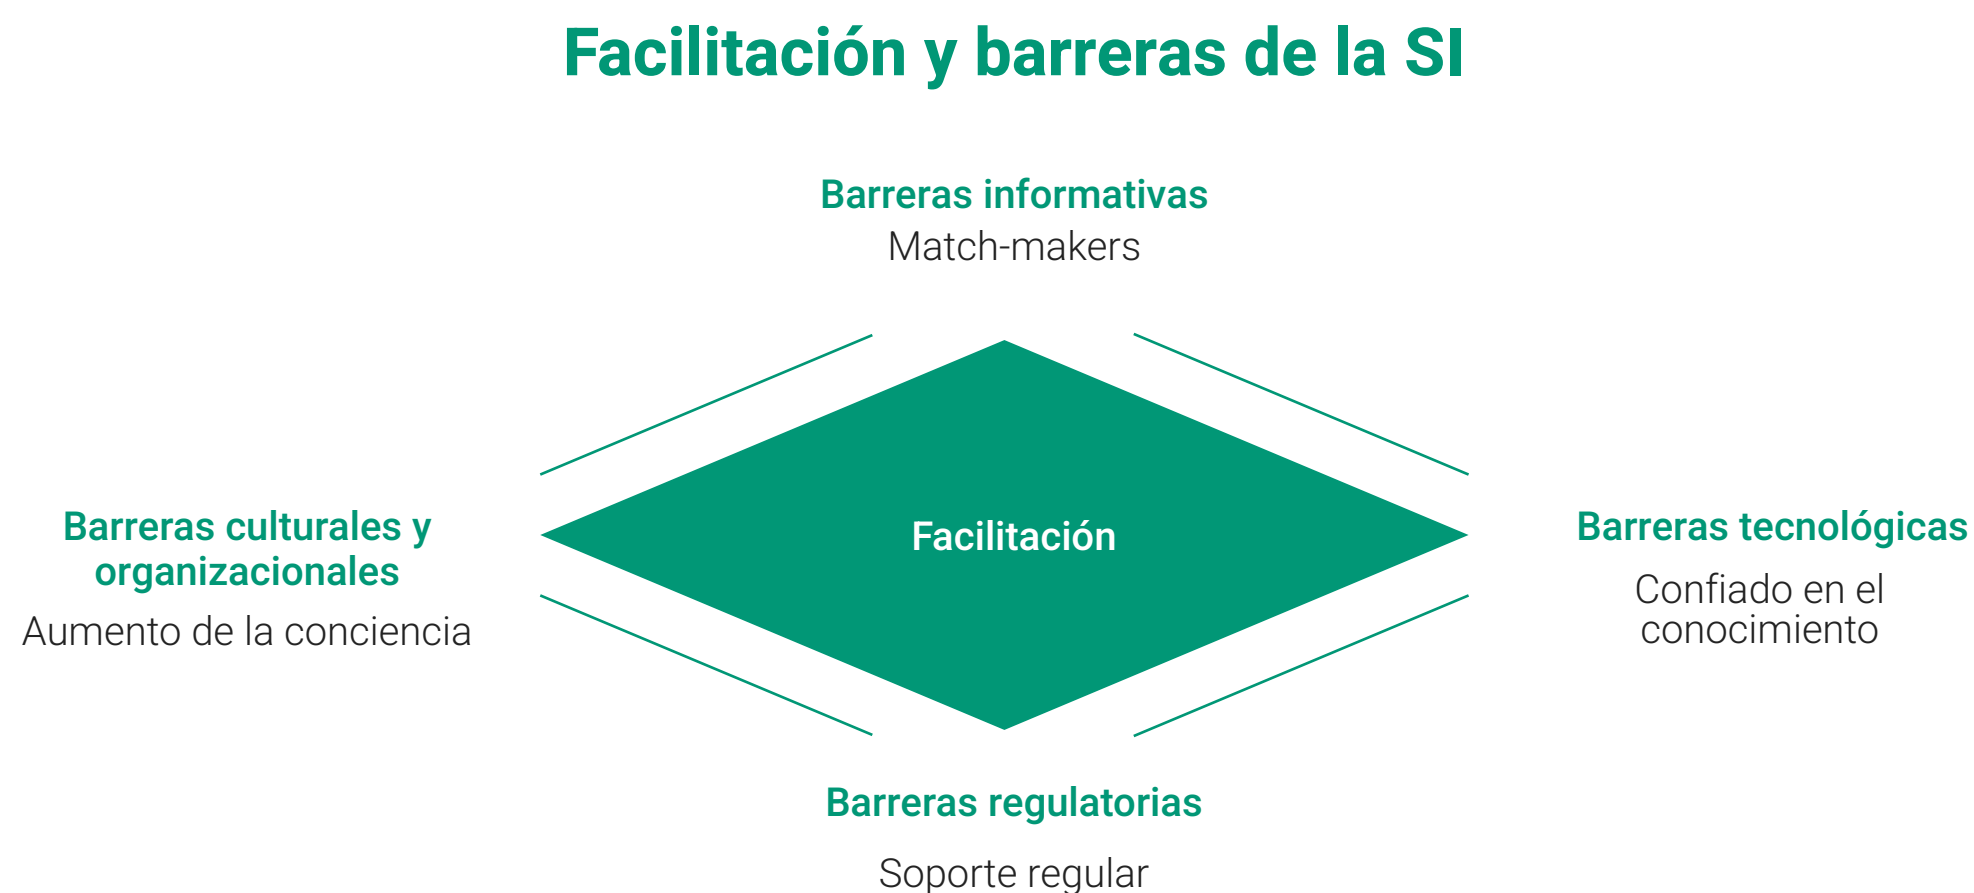 Facilitación y barreras de la SI
Barreras informativas
Match-makers
Barreras culturales y
organizacionales
Aumento de la conciencia
Facilitación
Barreras tecnológicas
Confiado en el
conocimiento
Barreras regulatorias
Soporte regular